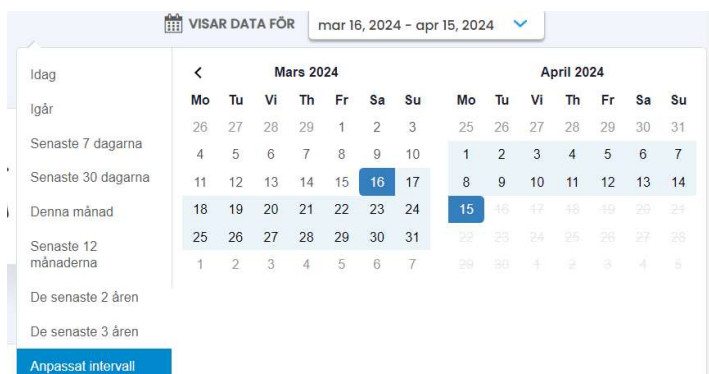 VISAR DATA FÖR mar 16, 2024 - apr 15, 2024
Idag
Igår
Senaste 7 dagarna
Senaste 30 dagarna
Denna månad
Senaste 12
månaderna
De senaste 2 åren
De senaste 3 åren
Anpassat intervall
Mars 2024
Mo Tu Vi Th Fr Sa Su
26 27 28 29 1 2 3
4 5 6 7 8 9 10
11 12 13 14 15 16 17
18 19 20 21 22 23 24
25 26 27 28 29 30 31
1 2 3 4 5 6 7
April 2024
Mo Tu Vi Th Fr Sa Su
25 26 27 28 29 30 31
1 2 3 4 5 6 7
8 9 10 11 12 13 14
15 16 17 18 19 20 21
22 23 24 25 26 27 28
29 30 1 2 3 4 5